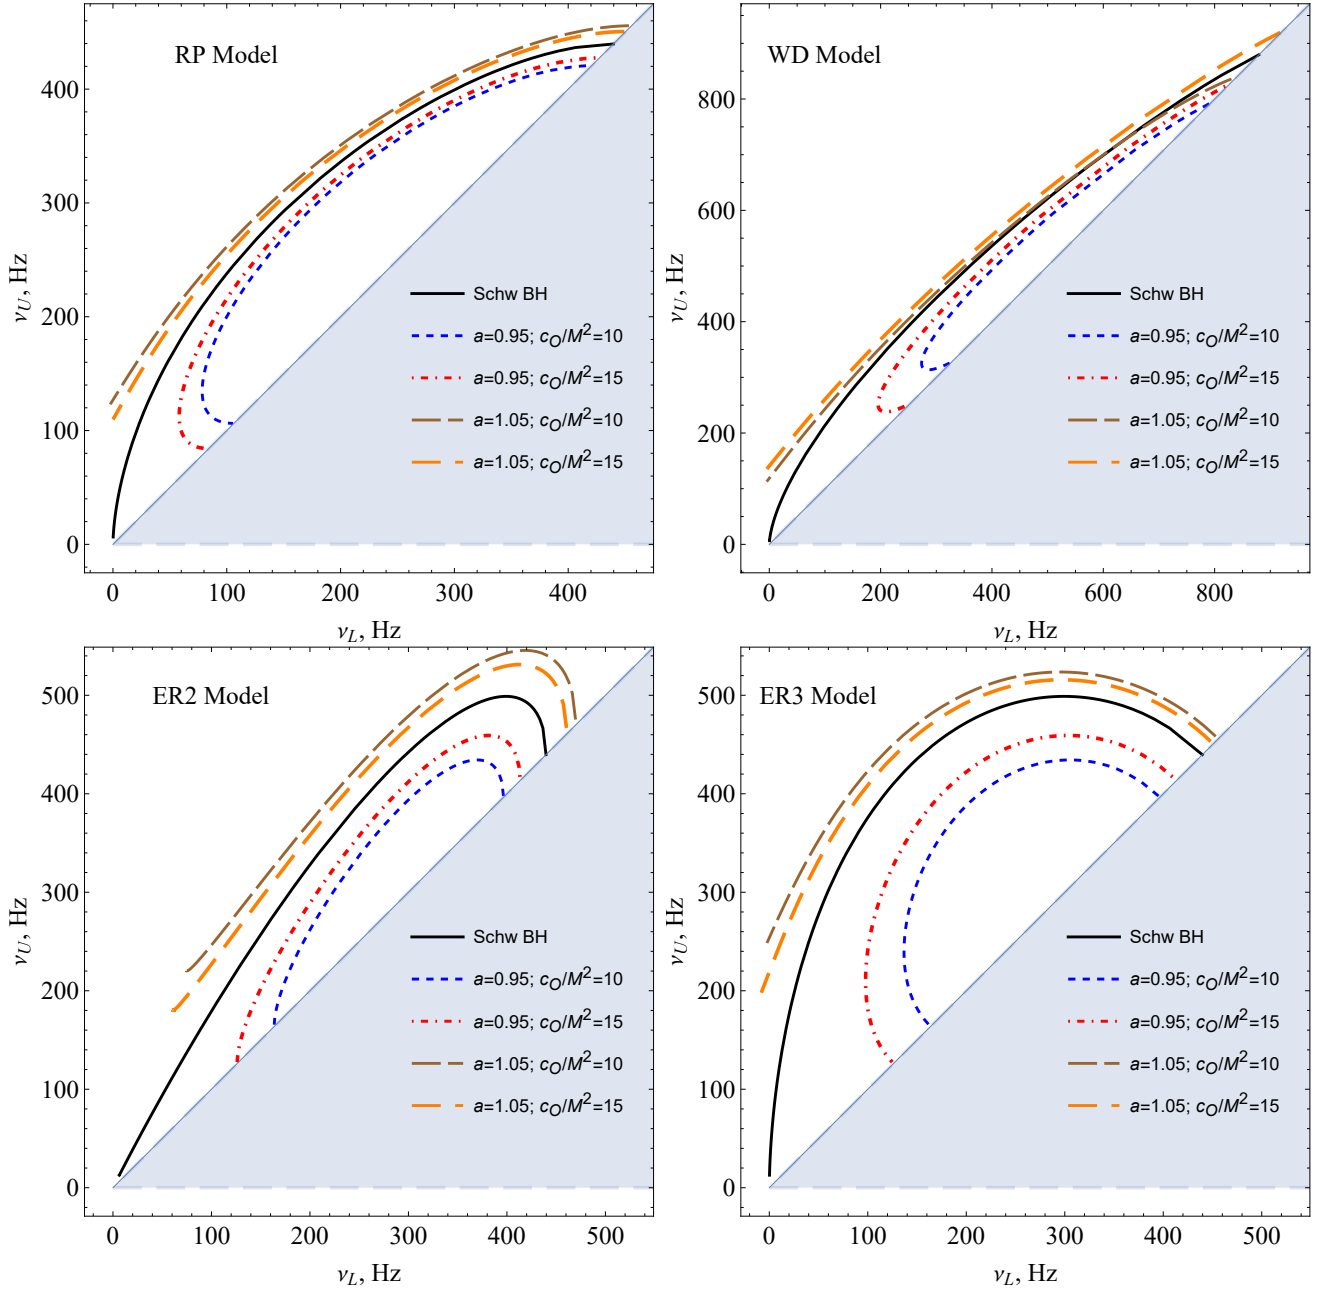 RP Model
400
300
200
100
0
ν_U, Hz
Schw BH
a=0.95; c_O/M^2=10
a=0.95; c_O/M^2=15
a=1.05; c_O/M^2=10
a=1.05; c_O/M^2=15
0 100 200 300 400
ν_L, Hz
WD Model
800
600
400
200
0
ν_U, Hz
Schw BH
a=0.95; c_O/M^2=10
a=0.95; c_O/M^2=15
a=1.05; c_O/M^2=10
a=1.05; c_O/M^2=15
0 200 400 600 800
ν_L, Hz
ER2 Model
500
400
300
200
100
0
ν_U, Hz
Schw BH
a=0.95; c_O/M^2=10
a=0.95; c_O/M^2=15
a=1.05; c_O/M^2=10
a=1.05; c_O/M^2=15
0 100 200 300 400 500
ν_L, Hz
ER3 Model
500
400
300
200
100
0
ν_U, Hz
Schw BH
a=0.95; c_O/M^2=10
a=0.95; c_O/M^2=15
a=1.05; c_O/M^2=10
a=1.05; c_O/M^2=15
0 100 200 300 400 500
ν_L, Hz